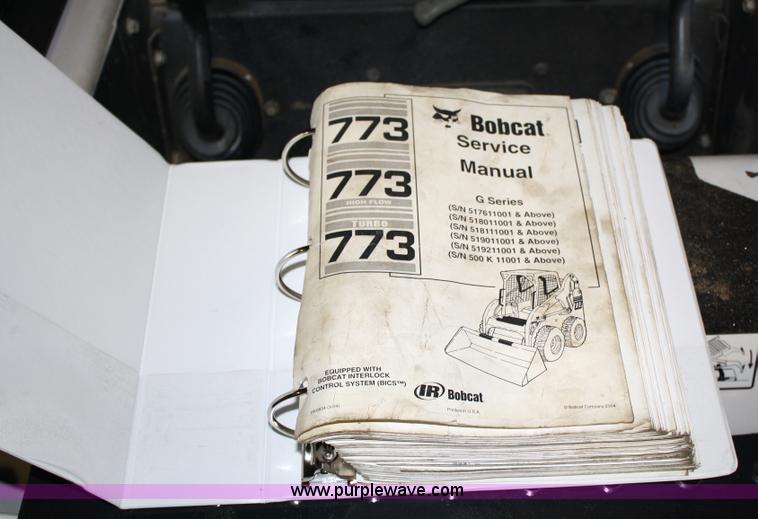 773
773
HIGH FLOW
TURBO
773
Bobcat
Service
Manual
G Series
(S/N 517611001 & Above)
(S/N 518011001 & Above)
(S/N 518111001 & Above)
(S/N 519011001 & Above)
(S/N 519211001 & Above)
(S/N 500 K 11001 & Above)
EQUIPPED WITH
BOBCAT INTERLOCK
CONTROL SYSTEM (BICS™)
IR Bobcat
Printed in U.S.A.
© Bobcat Company 2004
www.purplewave.com